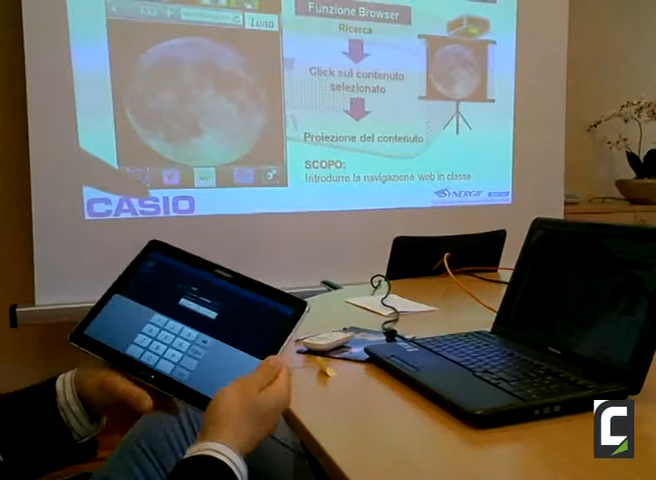 Funzione Browser
Ricerca
Luna
Click sul contenuto
selezionato
Proiezione del contenuto
SCOPO:
Introdurre la navigazione web in classe
CASIO
SYNERGIE